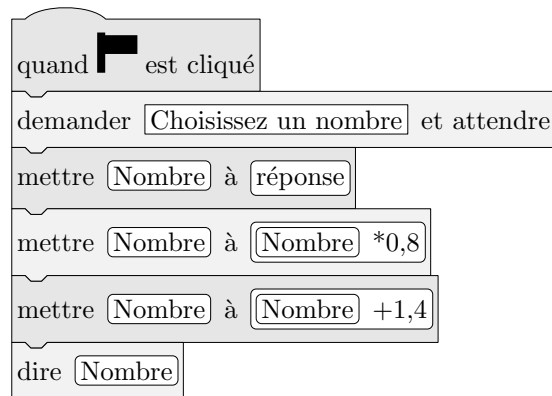 quand est cliqué
demander Choisissez un nombre et attendre
mettre Nombre à réponse
mettre Nombre à Nombre *0,8
mettre Nombre à Nombre +1,4
dire Nombre